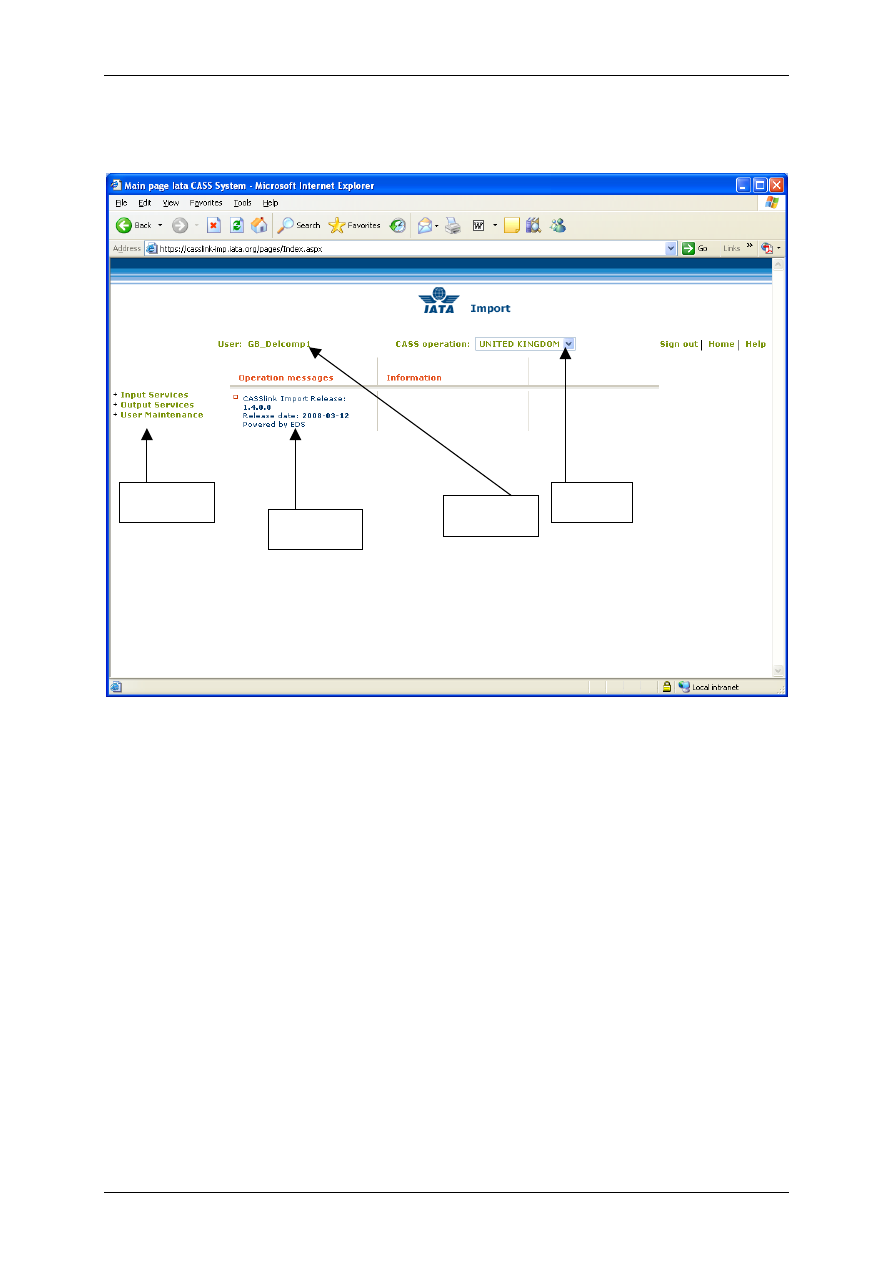 Main page Iata CASS System - Microsoft Internet Explorer
File Edit View Favorites Tools Help
Back Search Favorites
Address https://casslink-imp.iata.org/pages/Index.aspx Go Links
IATA Import
User: GB_Delcomp1 CASS operation: UNITED KINGDOM Sign out | Home | Help
Operation messages Information
+ Input Services
+ Output Services
+ User Maintenance
CASSlink Import Release:
1.4.0.0
Release date: 2008-03-12
Powered by EDS
Local intranet